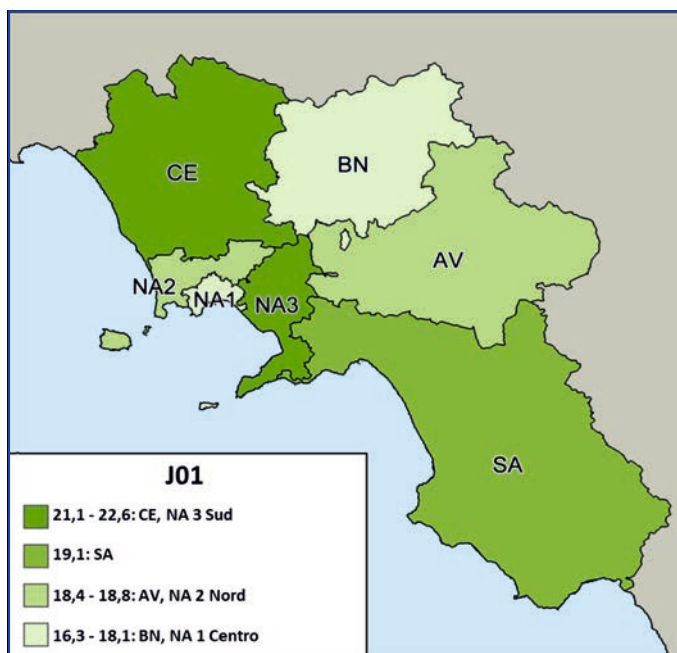 CE
BN
AV
NA2
NA1
NA3
SA
J01
21,1 - 22,6: CE, NA 3 Sud
19,1: SA
18,4 - 18,8: AV, NA 2 Nord
16,3 - 18,1: BN, NA 1 Centro